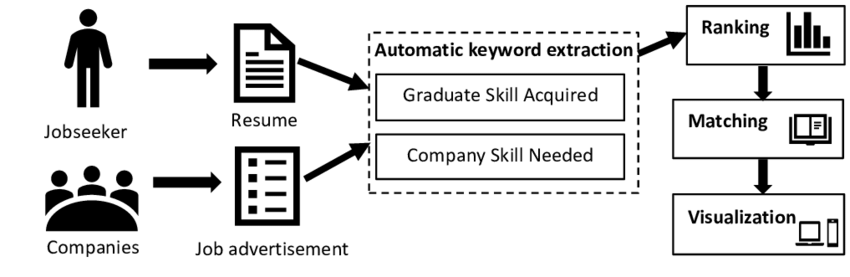 Jobseeker
Resume
Companies
Job advertisement
Automatic keyword extraction
Graduate Skill Acquired
Company Skill Needed
Ranking
Matching
Visualization